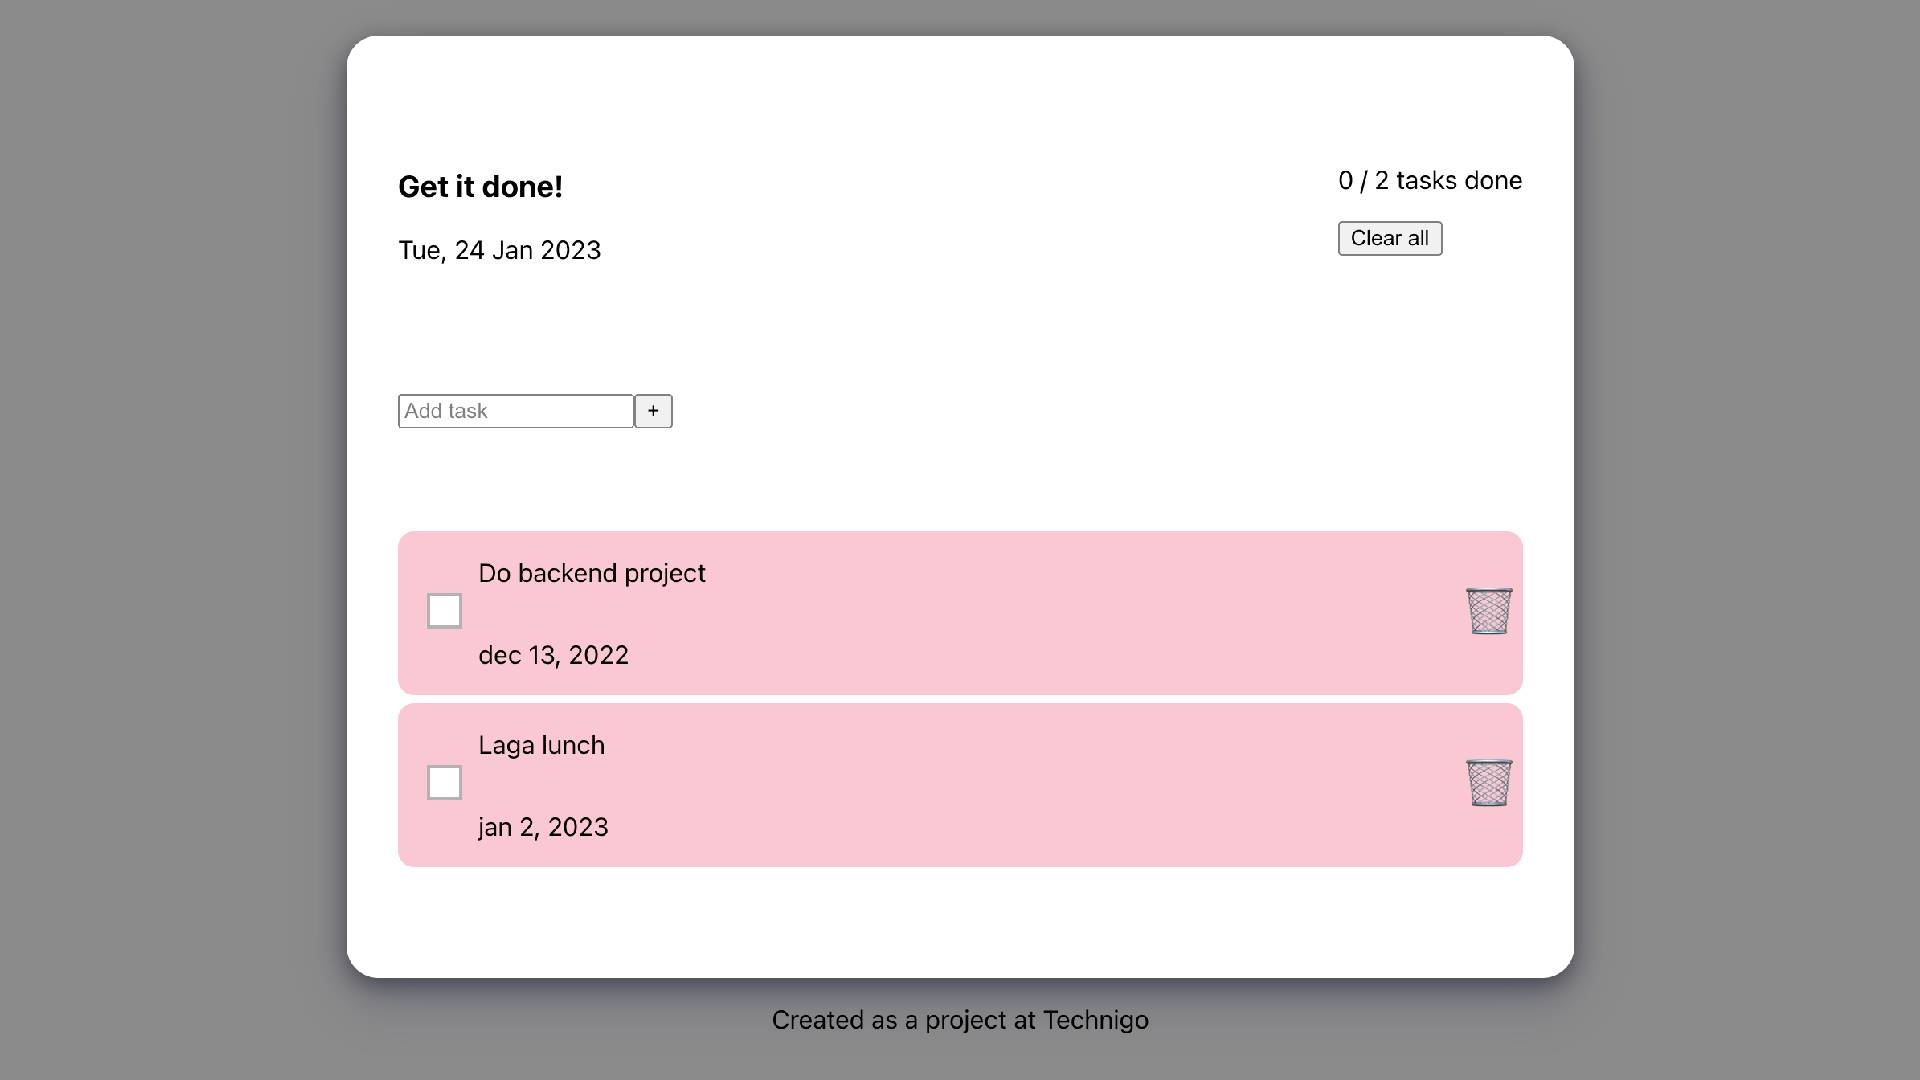 Get it done!
Tue, 24 Jan 2023
0 / 2 tasks done
Clear all
Add task
+
Do backend project
dec 13, 2022
Laga lunch
jan 2, 2023
Created as a project at Technigo